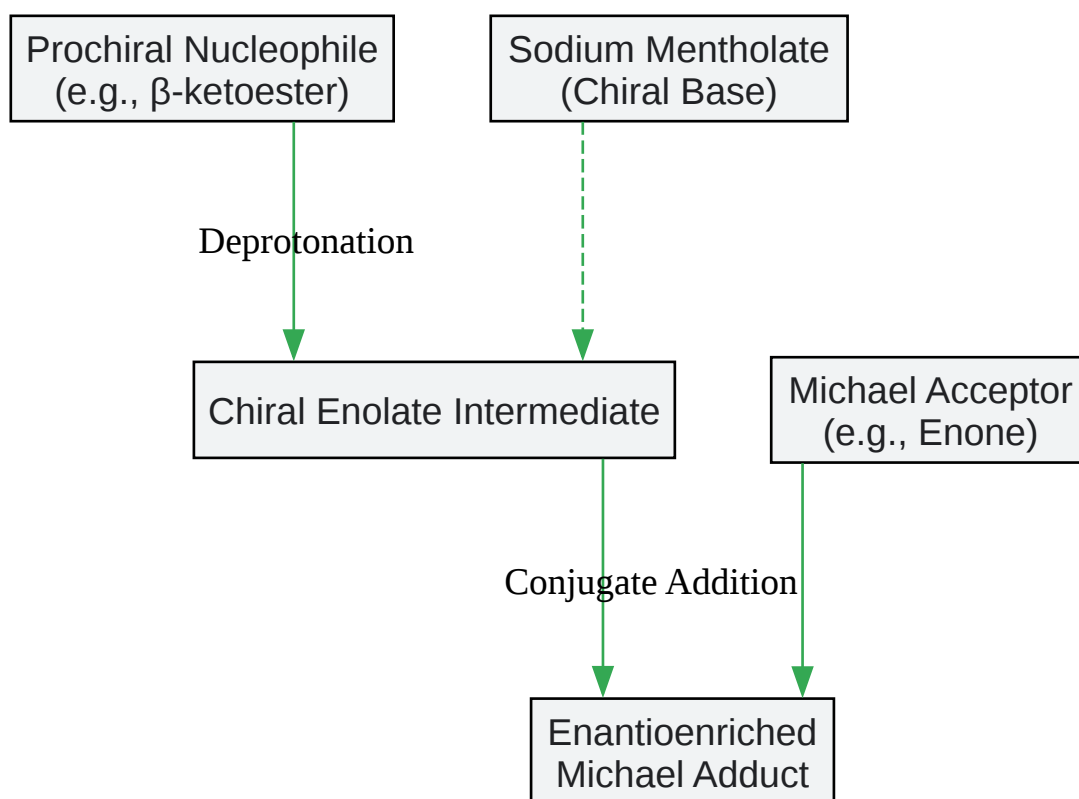 Prochiral Nucleophile
(e.g., β-ketoester)
Sodium Mentholate
(Chiral Base)
Deprotonation
Chiral Enolate Intermediate
Michael Acceptor
(e.g., Enone)
Conjugate Addition
Enantioenriched
Michael Adduct